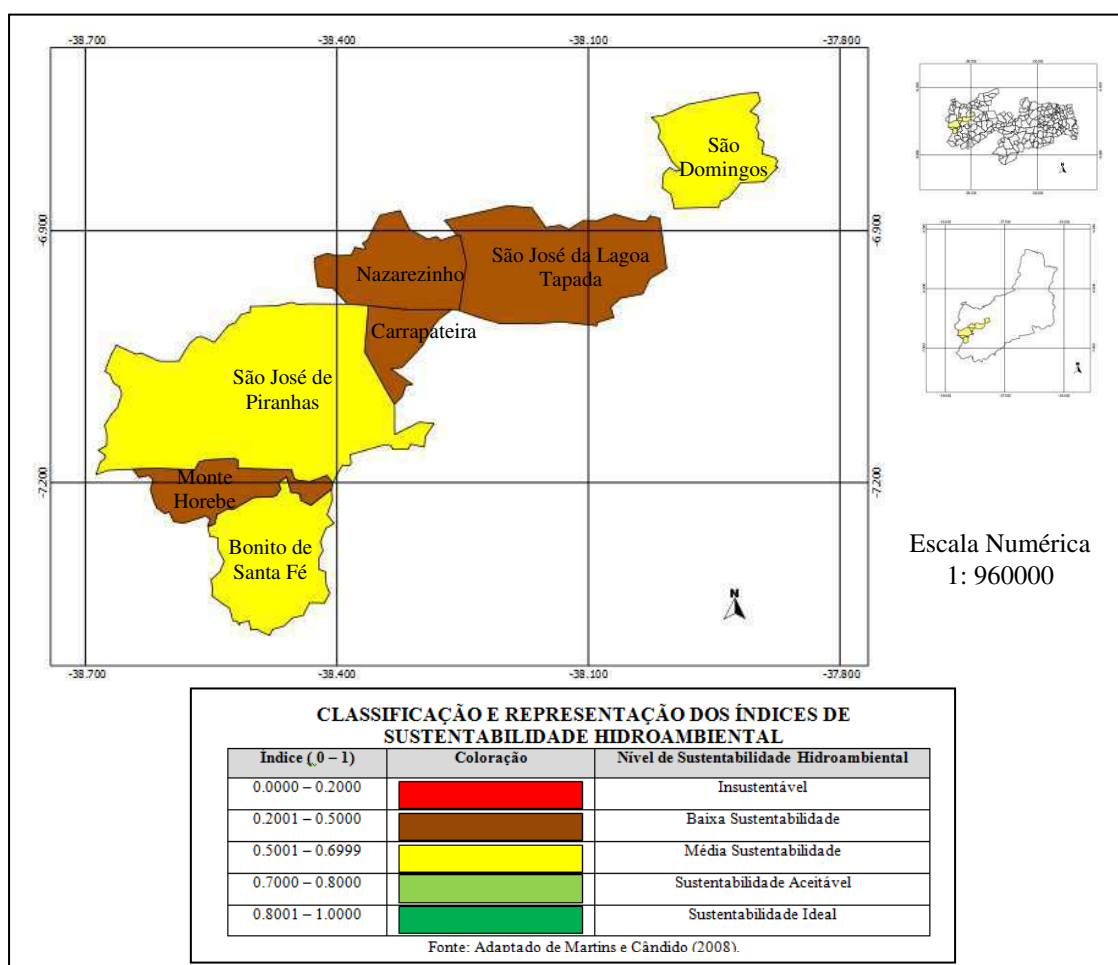 -38.700 -38.400 -38.100 -37.800
São
Domingos
-6.900 -6.900
São José da Lagoa
Tapada
Nazarezinho
Carrapateira
São José de
Piranhas
-7.200 -7.200
Monte
Horebe
Bonito de
Santa Fé
N
-38.700 -38.400 -38.100 -37.800
Escala Numérica
1: 960000
CLASSIFICAÇÃO E REPRESENTAÇÃO DOS ÍNDICES DE
SUSTENTABILIDADE HIDROAMBIENTAL
Índice ( 0 – 1) Coloração Nível de Sustentabilidade Hidroambiental
0.0000 – 0.2000 Insustentável
0.2001 – 0.5000 Baixa Sustentabilidade
0.5001 – 0.6999 Média Sustentabilidade
0.7000 – 0.8000 Sustentabilidade Aceitável
0.8001 – 1.0000 Sustentabilidade Ideal
Fonte: Adaptado de Martins e Cândido (2008).